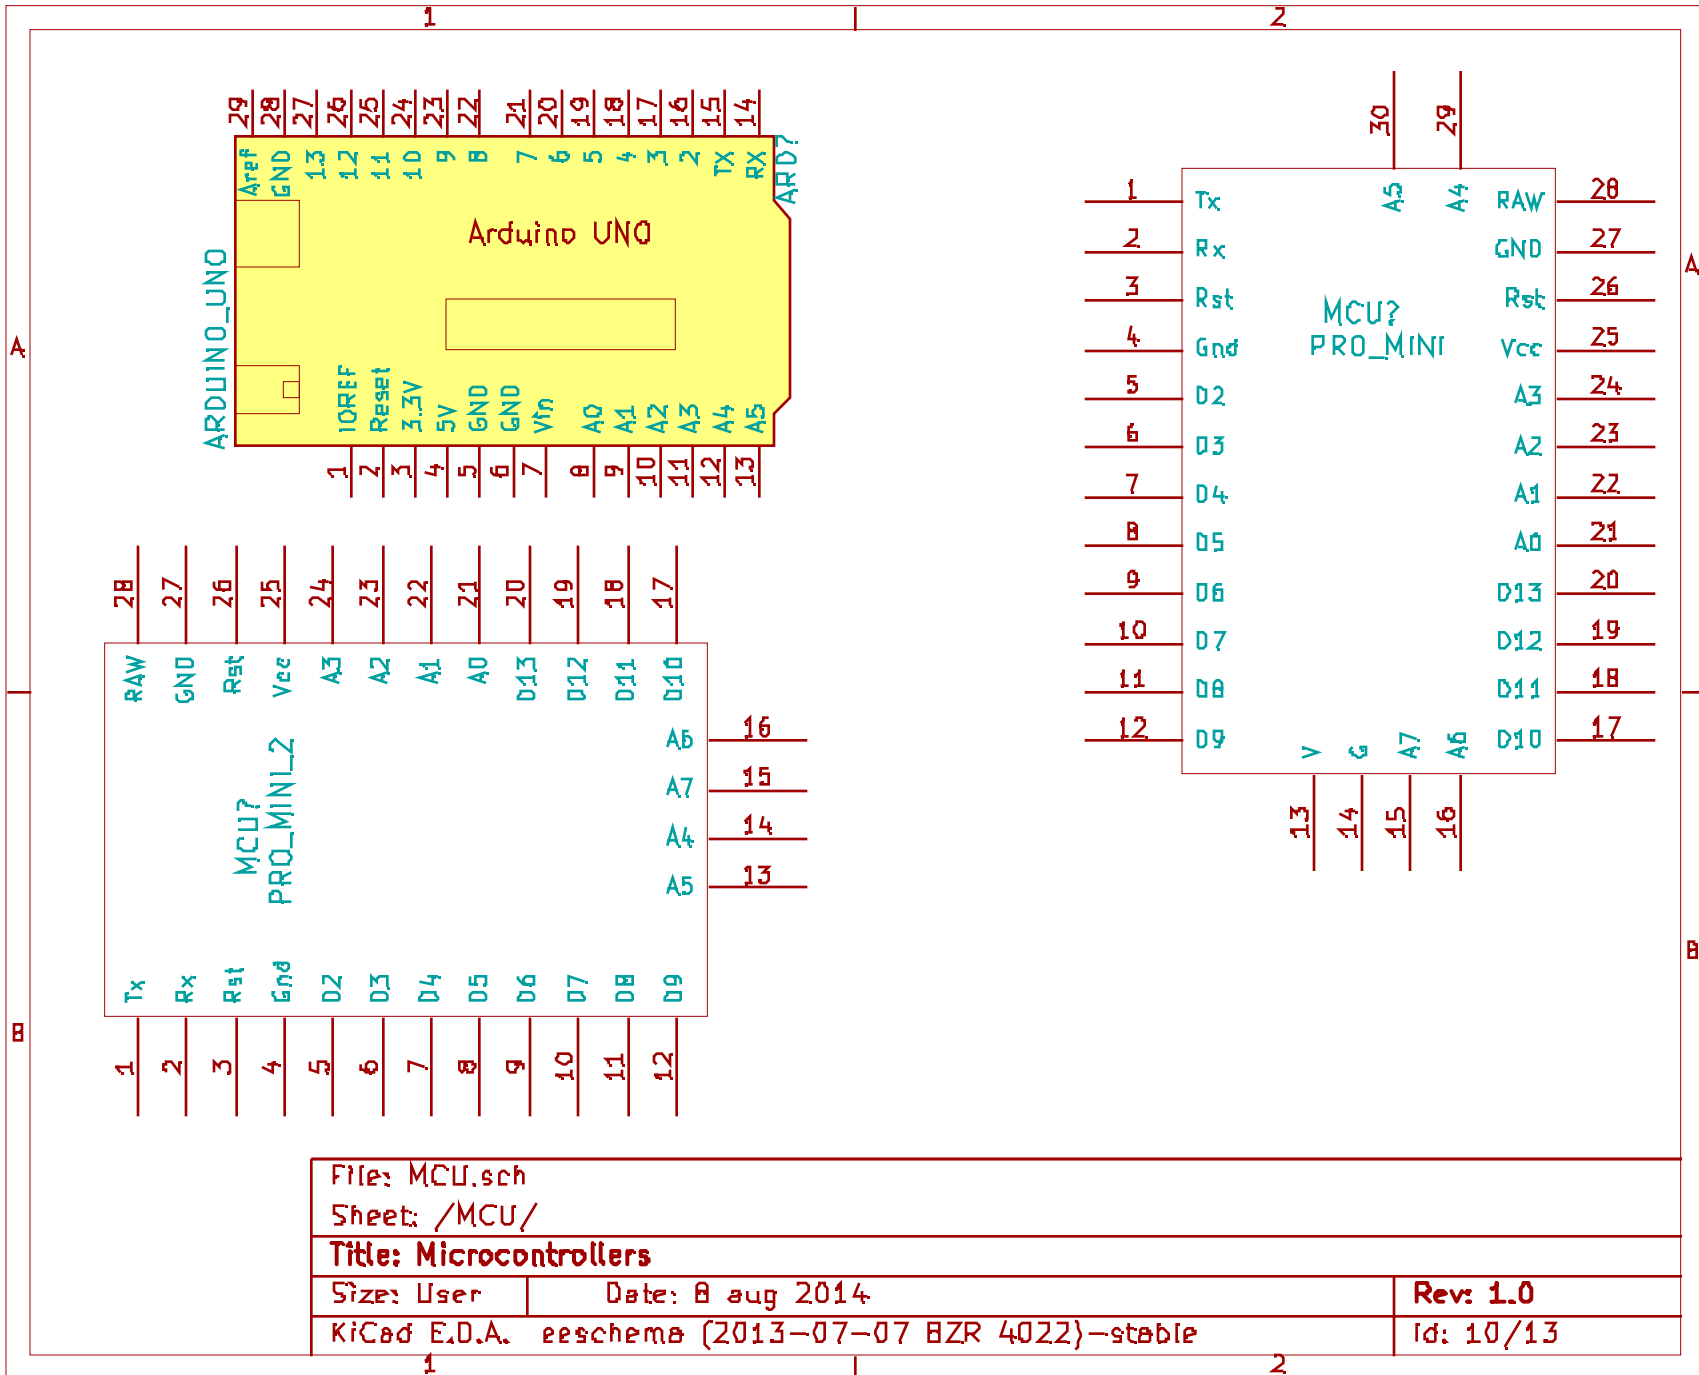 1 2
29 28 27 26 25 24 23 22 21 20 19 18 17 16 15 14
Aref GND 13 12 11 10 9 8 7 6 5 4 3 2 TX RX
ARD?
Arduino UNO
ARDUINO_UNO
IOREF Reset 3.3V 5V GND GND Vin A0 A1 A2 A3 A4 A5
1 2 3 4 5 6 7 8 9 10 11 12 13
A
A
30 29
A5 A4
1 Tx RAW 28
2 Rx GND 27
3 Rst Rst 26
MCU?
PRO_MINI
4 Gnd Vcc 25
5 D2 A3 24
6 D3 A2 23
7 D4 A1 22
8 D5 A0 21
9 D6 D13 20
10 D7 D12 19
11 D8 D11 18
12 D9 D10 17
V G A7 A6
13 14 15 16
28 27 26 25 24 23 22 21 20 19 18 17
RAW GND Rst Vcc A3 A2 A1 A0 D13 D12 D11 D10
A6 16
A7 15
A4 14
A5 13
MCU?
PRO_MINI_2
Tx Rx Rst Gnd D2 D3 D4 D5 D6 D7 D8 D9
1 2 3 4 5 6 7 8 9 10 11 12
B
B
File: MCU.sch
Sheet: /MCU/
Title: Microcontrollers
Size: User Date: 8 aug 2014 Rev: 1.0
KiCad E.D.A. eeschema (2013-07-07 BZR 4022)-stable Id: 10/13
1 2